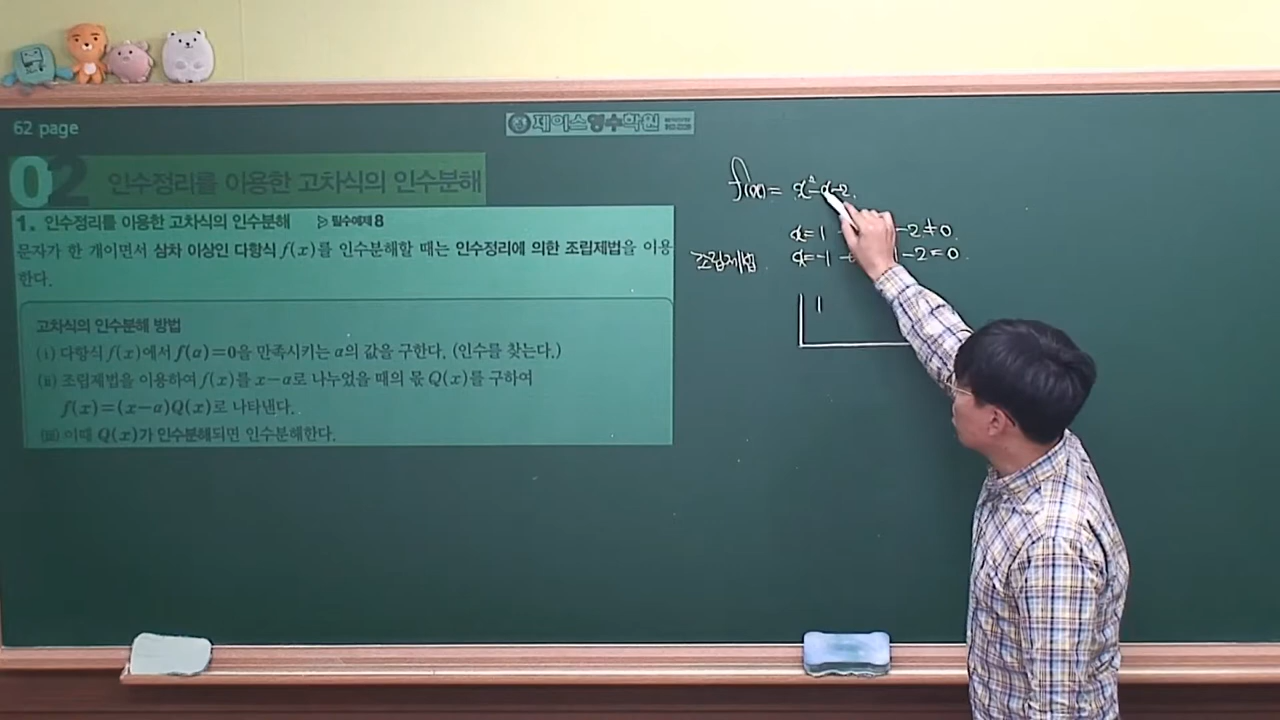 62 page
제이스영수학원
02 인수정리를 이용한 고차식의 인수분해
1. 인수정리를 이용한 고차식의 인수분해 ▷ 필수예제 8
문자가 한 개이면서 삼차 이상인 다항식 f(x)를 인수분해할 때는 인수정리에 의한 조립제법을 이용
한다.
고차식의 인수분해 방법
(ⅰ) 다항식 f(x)에서 f(a)=0을 만족시키는 a의 값을 구한다. (인수를 찾는다.)
(ⅱ) 조립제법을 이용하여 f(x)를 x-a로 나누었을 때의 몫 Q(x)를 구하여
f(x)=(x-a)Q(x)로 나타낸다.
(ⅲ) 이때 Q(x)가 인수분해되면 인수분해한다.
f(x)= x²-x-2
x=1 -2≠0
조립제법 x=-1 1-2=0
1